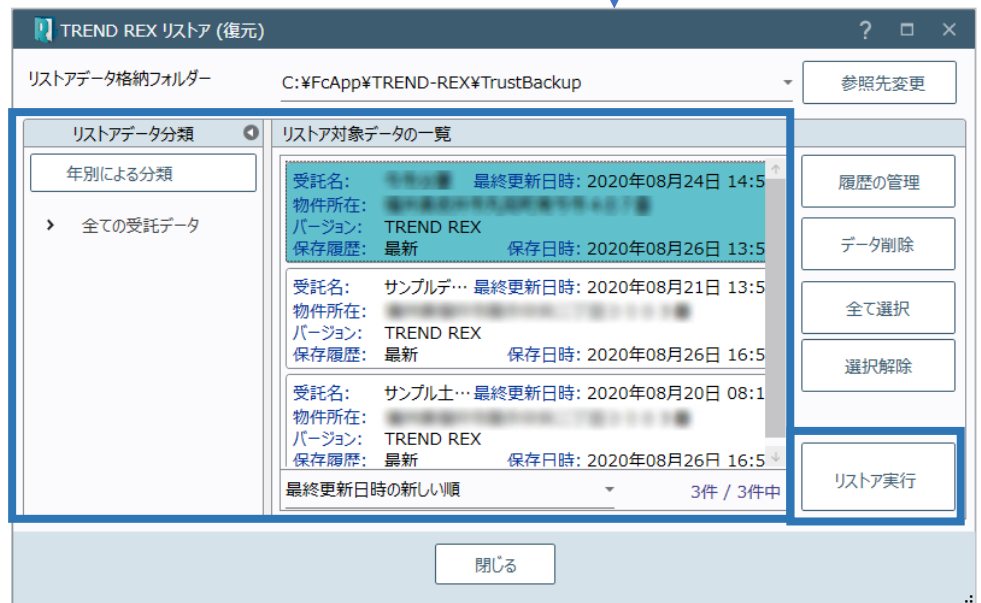 TREND REX リストア (復元)
リストアデータ格納フォルダー
C:¥FcApp¥TREND-REX¥TrustBackup
参照先変更
リストアデータ分類
年別による分類
全ての受託データ
リストア対象データの一覧
受託名: 最終更新日時: 2020年08月24日 14:5
物件所在:
バージョン: TREND REX
保存履歴: 最新 保存日時: 2020年08月26日 13:5
受託名: サンプルデ… 最終更新日時: 2020年08月21日 13:5
物件所在:
バージョン: TREND REX
保存履歴: 最新 保存日時: 2020年08月26日 16:5
受託名: サンプル土… 最終更新日時: 2020年08月20日 08:1
物件所在:
バージョン: TREND REX
保存履歴: 最新 保存日時: 2020年08月26日 16:5
最終更新日時の新しい順
3件 / 3件中
履歴の管理
データ削除
全て選択
選択解除
リストア実行
閉じる